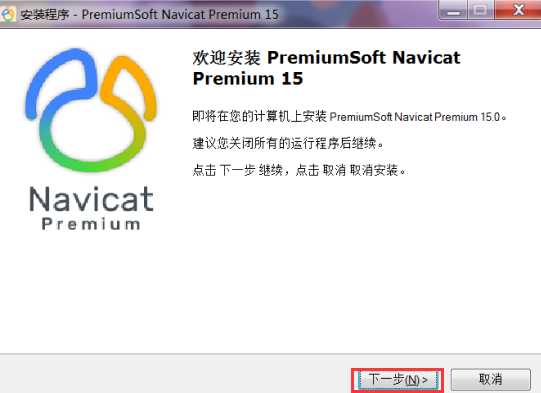 安装程序 - PremiumSoft Navicat Premium 15
欢迎安装 PremiumSoft Navicat
Premium 15
即将在您的计算机上安装 PremiumSoft Navicat Premium 15.0。
建议您关闭所有的运行程序后继续。
点击 下一步 继续，点击 取消 取消安装。
Navicat
Premium
下一步(N) >
取消